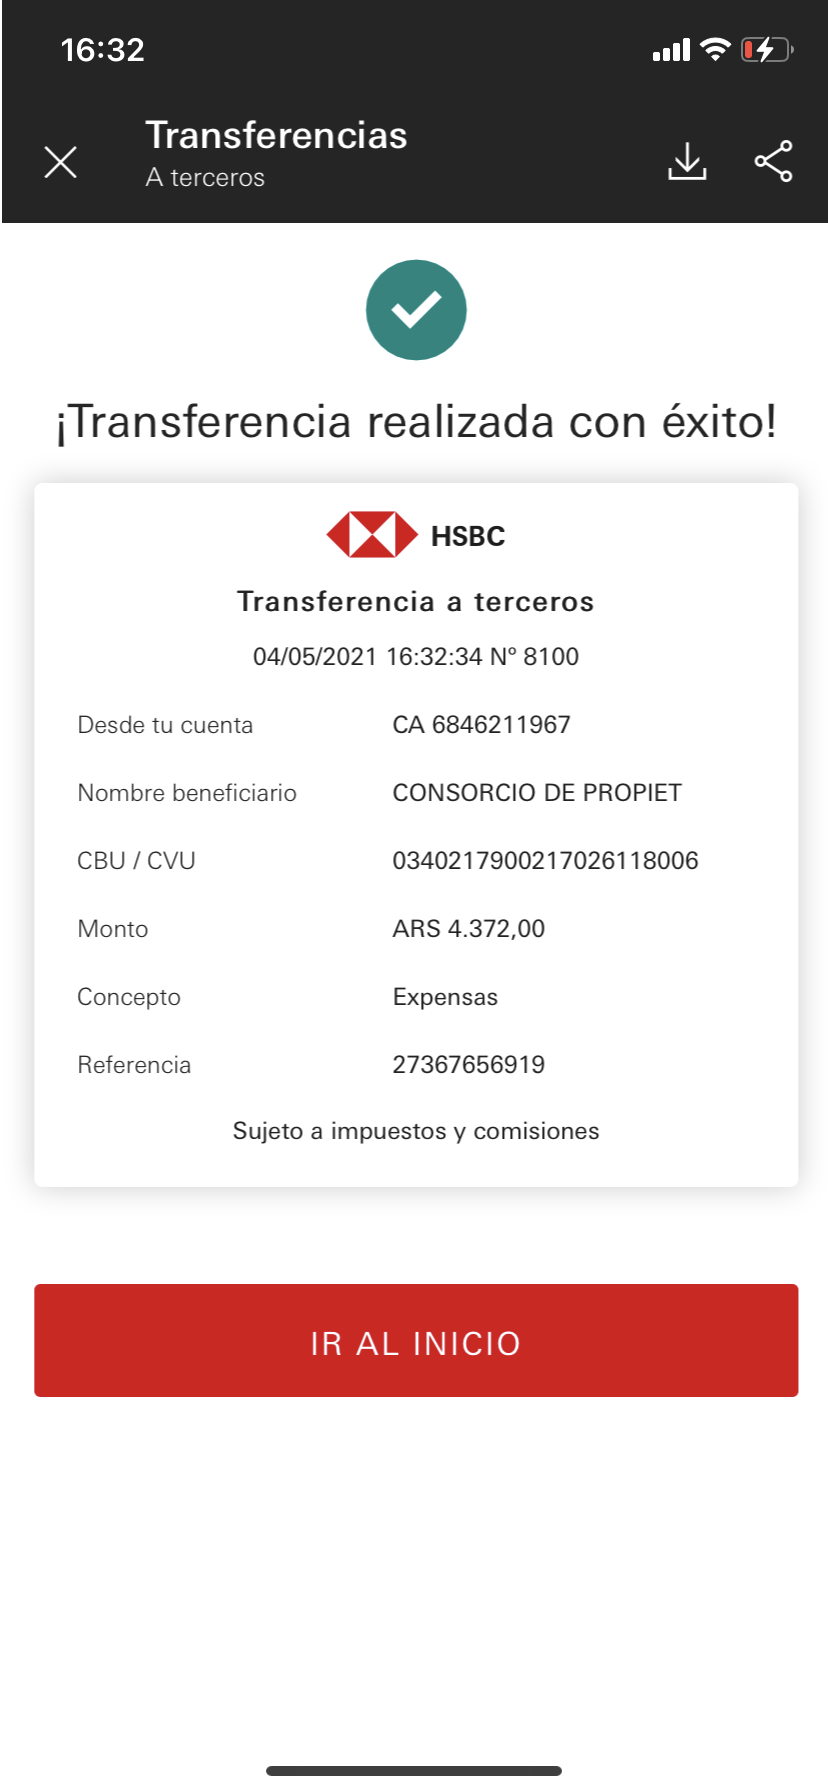 16:32
Transferencias
A terceros
¡Transferencia realizada con éxito!
HSBC
Transferencia a terceros
04/05/2021 16:32:34 Nº 8100
Desde tu cuenta CA 6846211967
Nombre beneficiario CONSORCIO DE PROPIET
CBU / CVU 0340217900217026118006
Monto ARS 4.372,00
Concepto Expensas
Referencia 27367656919
Sujeto a impuestos y comisiones
IR AL INICIO